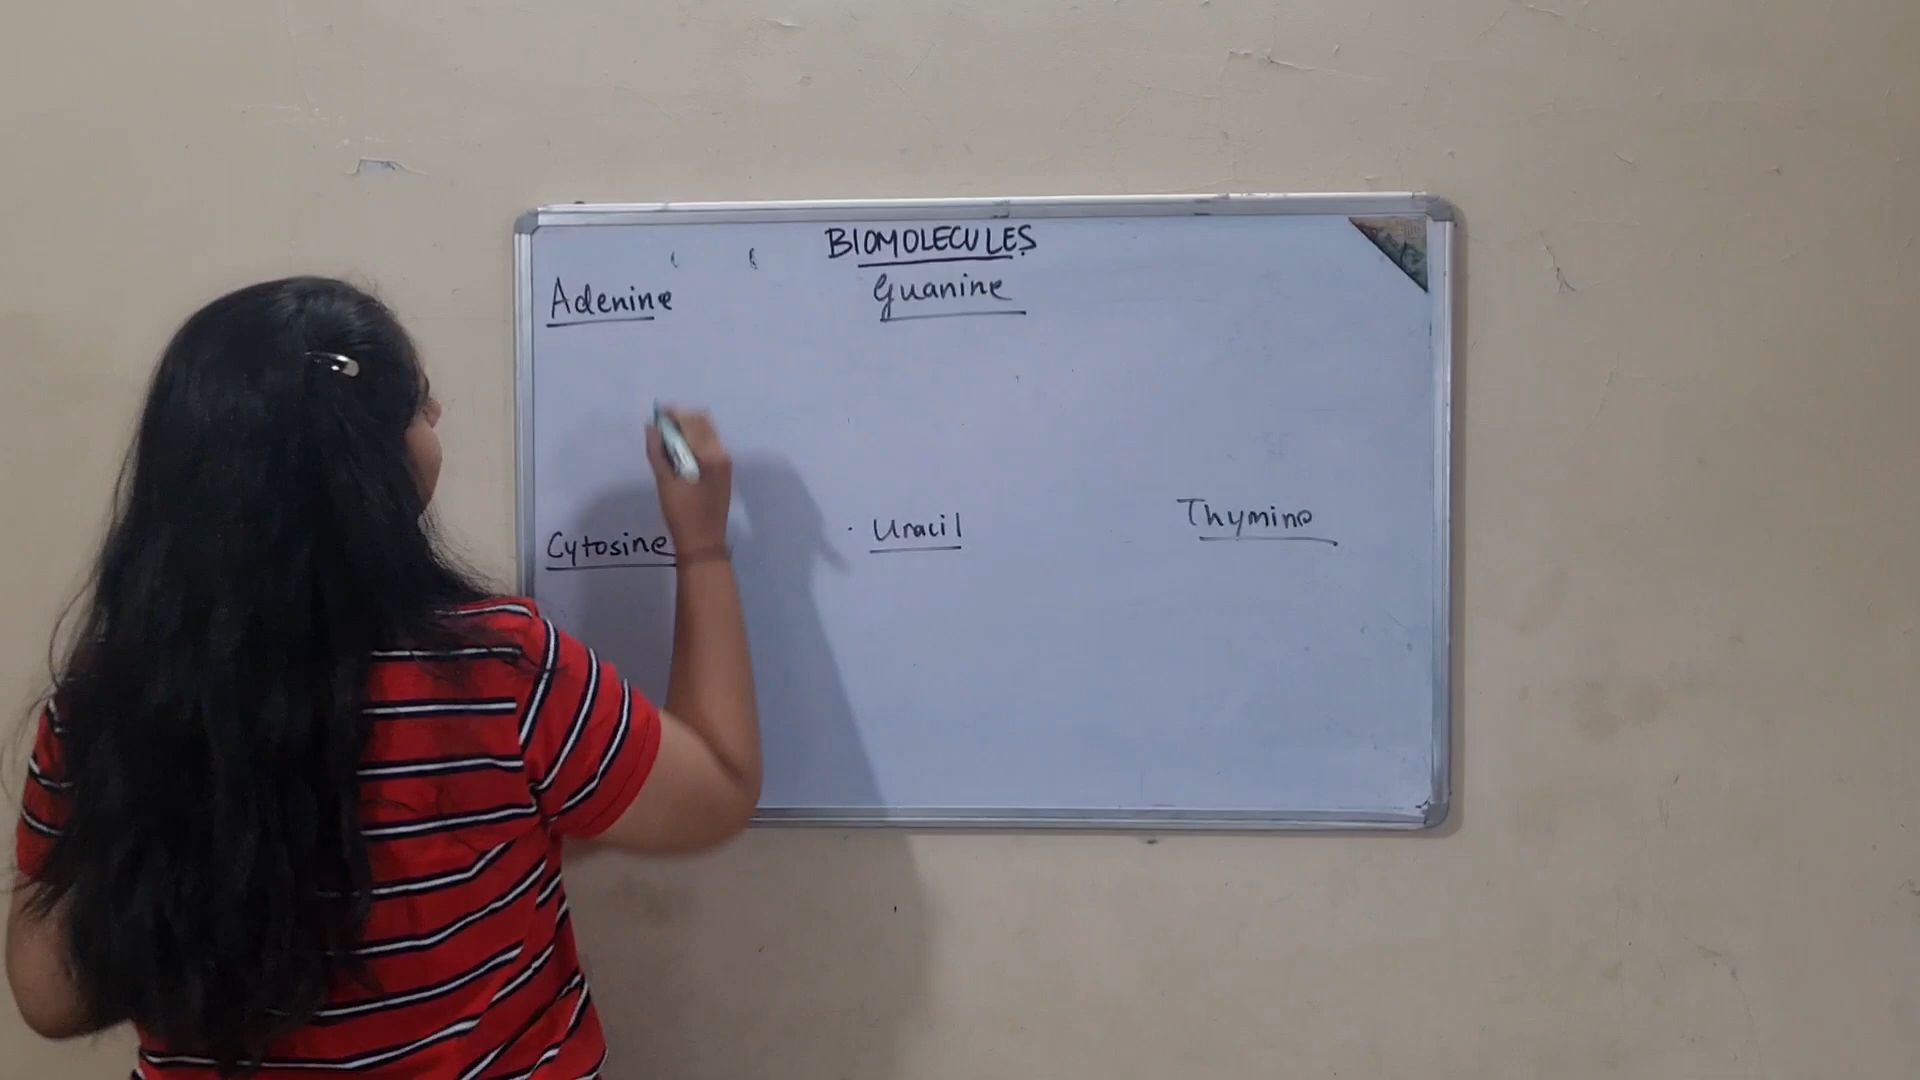 BIOMOLECULES
Adenine
Guanine
Cytosine
Uracil
Thymine